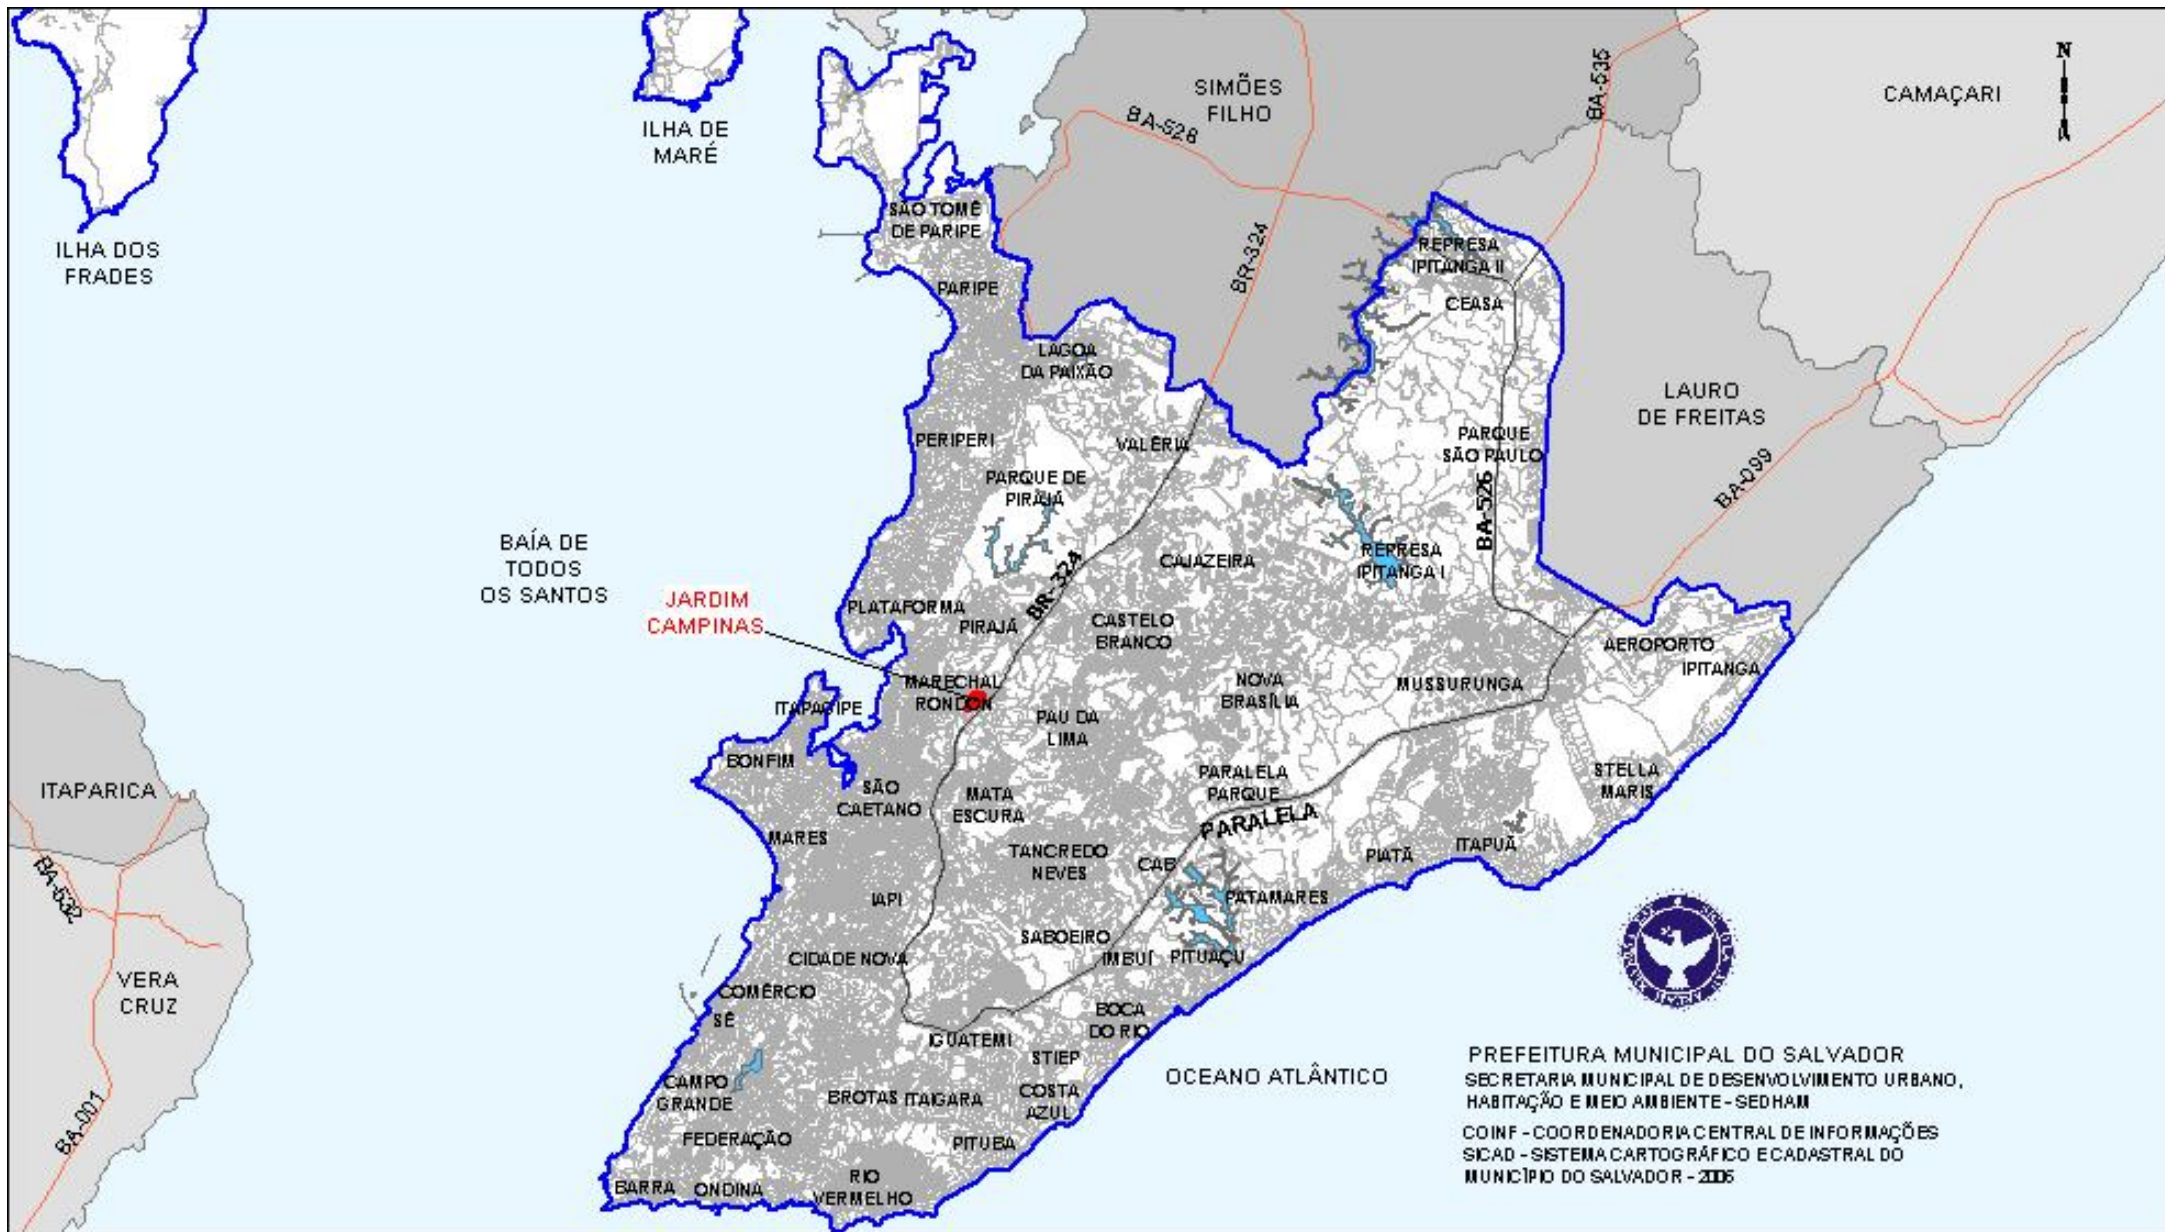 N
SIMÕES
FILHO
CAMAÇARI
BA-535
BA-526
ILHA DE
MARÉ
ILHA DOS
FRADES
SÃO TOMÉ
DE PARIPE
BR-324
REPRESA
IPITANGA II
PARIPE
CEASA
LAGOA
DA PAIXÃO
LAURO
DE FREITAS
PERIPERI
VALÉRIA
PARQUE
SÃO PAULO
PARQUE DE
PIRAJÁ
BA-099
BA-526
BAÍA DE
TODOS
OS SANTOS
CAJAZEIRA
REPRESA
IPITANGA I
BR-324
JARDIM
CAMPINAS
PLATAFORMA
PIRAJÁ
CASTELO
BRANCO
AEROPORTO
IPITANGA
MARECHAL
RONDON
NOVA
BRASÍLIA
MUSSURUNGA
ITAPAGIPE
PAU DA
LIMA
BONFIM
PARALELA
PARQUE
STELLA
MARIS
ITAPARICA
SÃO
CAETANO
MATA
ESCURA
PARALELA
MARES
ITAPUÃ
TANCREDO
NEVES
CAB
PIATÃ
BA-532
IAPI
PATAMARES
SABOEIRO
CIDADE NOVA
IMBUÍ
PITUAÇU
VERA
CRUZ
COMÉRCIO
SÉ
BOCA
DO RIO
IGUATEMI
STIEP
OCEANO ATLÂNTICO
CAMPO
GRANDE
BROTAS
ITAIGARA
COSTA
AZUL
BA-001
FEDERAÇÃO
PITUBA
BARRA
ONDINA
RIO
VERMELHO
PREFEITURA MUNICIPAL DO SALVADOR
SECRETARIA MUNICIPAL DE DESENVOLVIMENTO URBANO,
HABITAÇÃO E MEIO AMBIENTE - SEDHAM
COINF - COORDENADORIA CENTRAL DE INFORMAÇÕES
SICAD - SISTEMA CARTOGRÁFICO E CADASTRAL DO
MUNICÍPIO DO SALVADOR - 2006